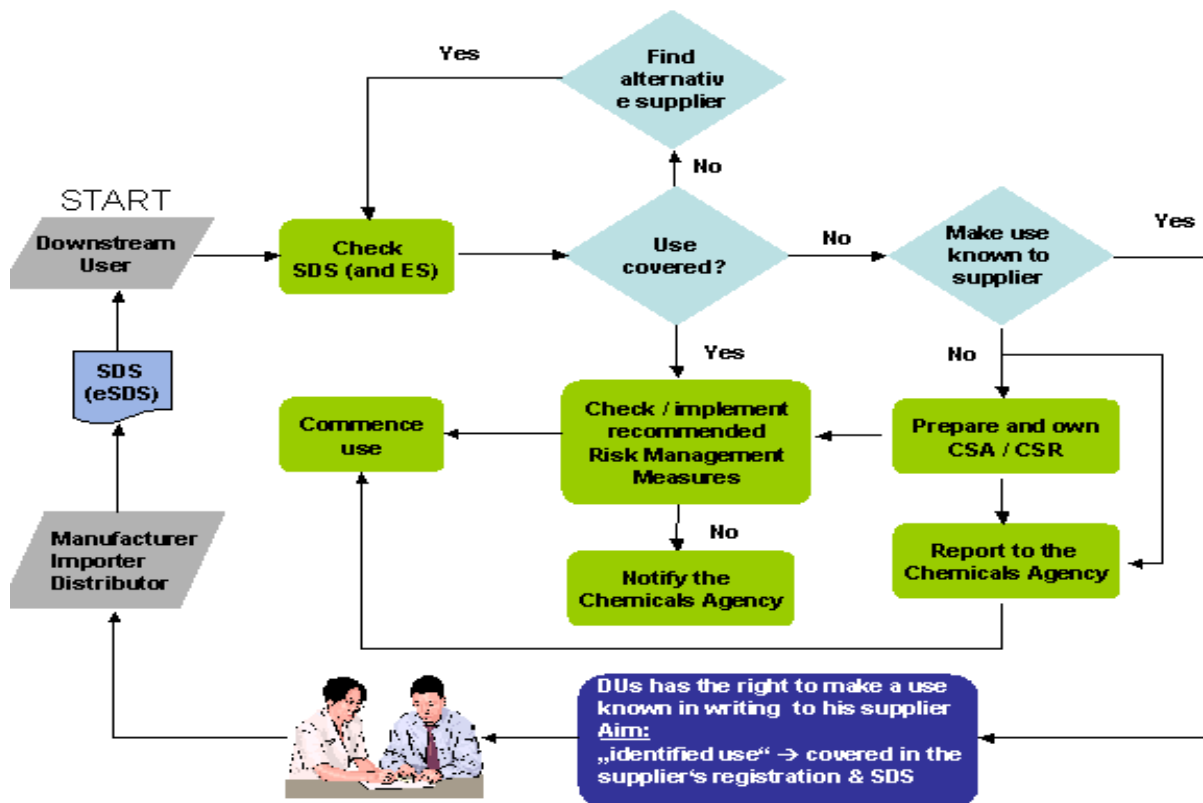 Yes
Find
alternativ
e supplier
No
START
Downstream
User
Check
SDS (and ES)
Use
covered?
No
Make use
known to
supplier
Yes
SDS
(eSDS)
Yes
No
Commence
use
Check / implement
recommended
Risk Management
Measures
Prepare and own
CSA / CSR
Manufacturer
Importer
Distributor
No
Notify the
Chemicals Agency
Report to the
Chemicals Agency
DUs has the right to make a use
known in writing to his supplier
Aim:
„identified use“ → covered in the
supplier‘s registration & SDS